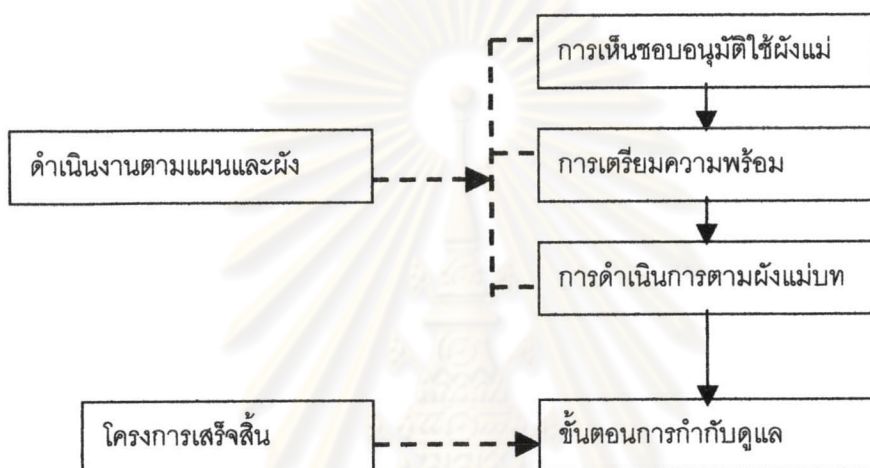 การเห็นชอบอนุมัติใช้ผังแม่
ดำเนินงานตามแผนและผัง
การเตรียมความพร้อม
การดำเนินการตามผังแม่บท
โครงการเสร็จสิ้น
ขั้นตอนการกำกับดูแล